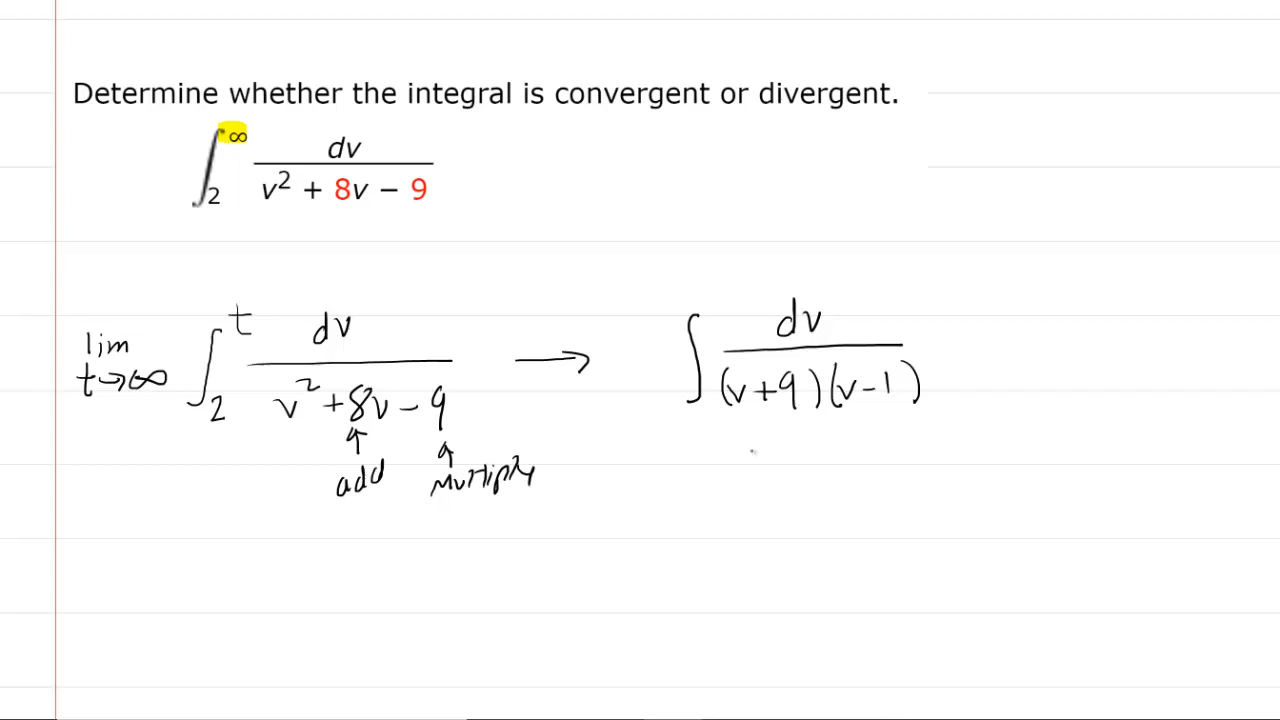 Determine whether the integral is convergent or divergent.
∫₂^∞ dv / (v² + 8v − 9)
lim t→∞ ∫₂^t dv / (v² + 8v − 9) → ∫ dv / ((v+9)(v−1))
↑ ↑
add Multiply